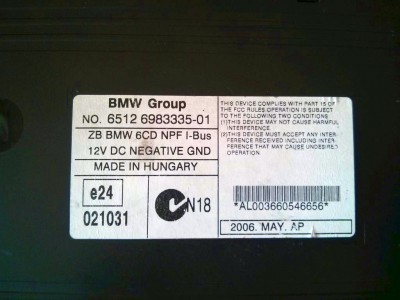 BMW Group
NO. 6512 6983335-01
ZB BMW 6CD NPF I-Bus
12V DC NEGATIVE GND
MADE IN HUNGARY
e24
021031
N18
THIS DEVICE COMPLIES WITH PART 15 OF
THE FCC RULES.OPERATION IS SUBJECT
TO THE FOLLOWING TWO CONDITIONS
(1)THIS DEVICE MAY NOT CAUSE HARMFUL
INTERFERENCE.
(2)THIS DEVICE MUST ACCEPT ANY INTER-
FERENCE RECEIVED INCLUDING INTER-
FERENCE THAT MAY CAUSE UNDESIRED
OPERATION.
*AL003660546656*
2006. MAY. AP